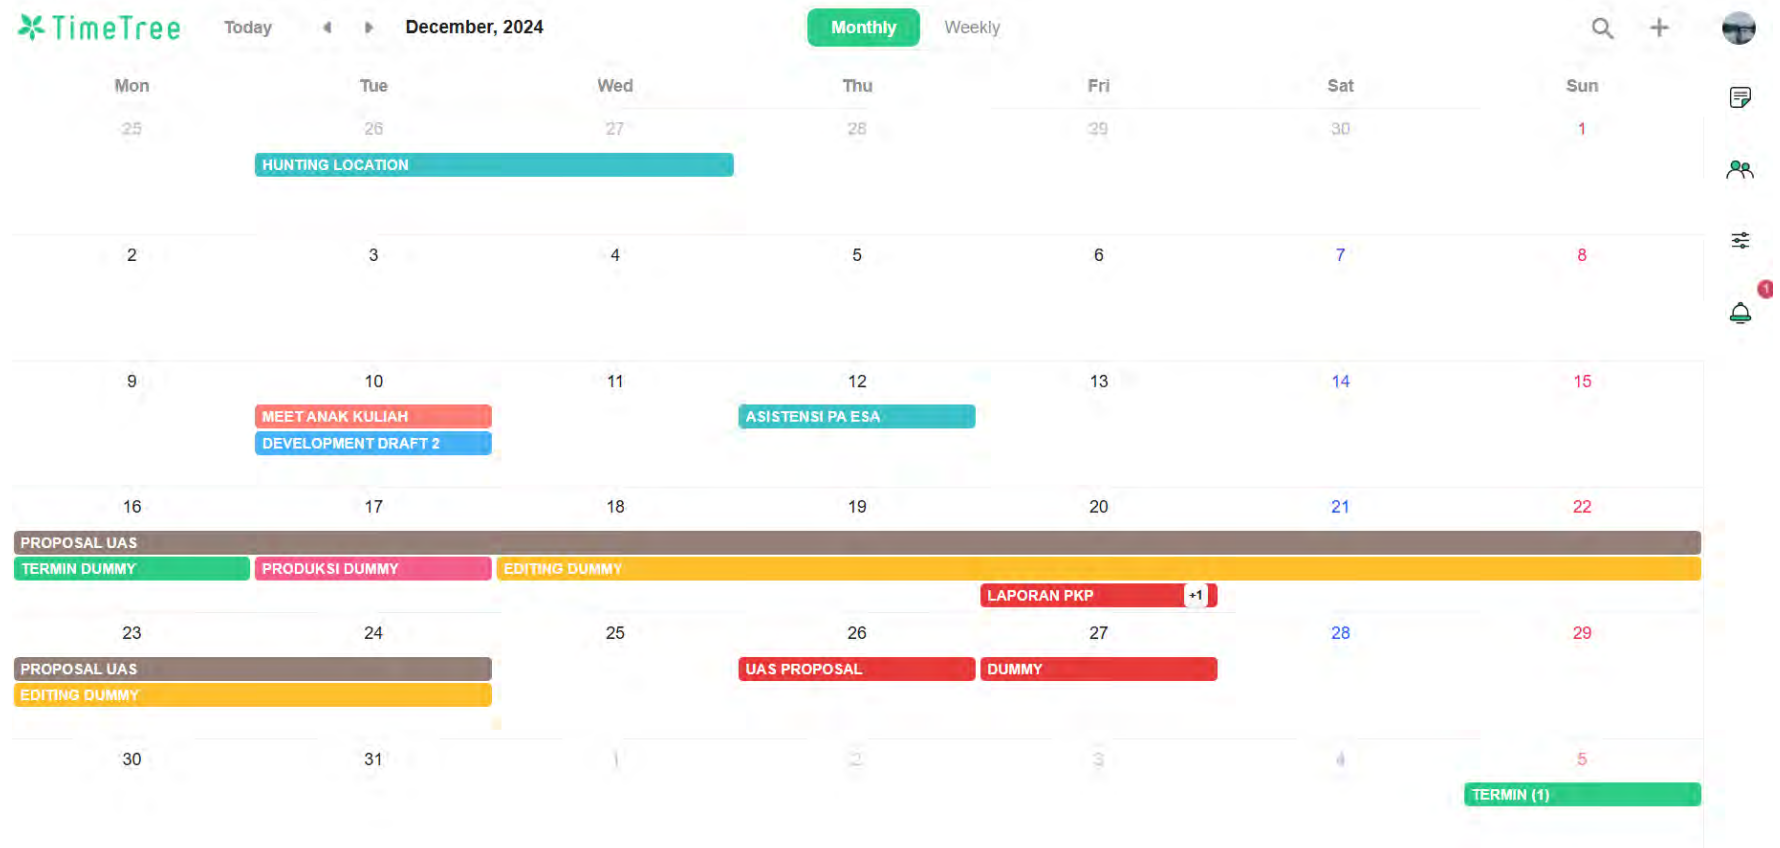 TimeTree Today December, 2024 Monthly Weekly
Mon Tue Wed Thu Fri Sat Sun
25 26 27 28 29 30 1
HUNTING LOCATION
1
2 3 4 5 6 7 8
9 10 11 12 13 14 15
MEET ANAK KULIAH ASISTENSI PA ESA
DEVELOPMENT DRAFT 2
16 17 18 19 20 21 22
PROPOSAL UAS
TERMIN DUMMY PRODUKSI DUMMY EDITING DUMMY
LAPORAN PKP +1
23 24 25 26 27 28 29
PROPOSAL UAS UAS PROPOSAL DUMMY
EDITING DUMMY
30 31 1 2 3 4 5
TERMIN (1)